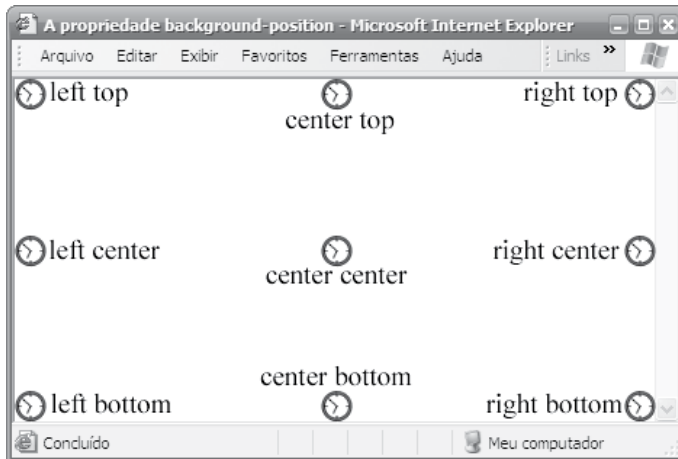 A propriedade background-position - Microsoft Internet Explorer
Arquivo Editar Exibir Favoritos Ferramentas Ajuda Links »
left top
right top
center top
left center
right center
center center
center bottom
left bottom
right bottom
Concluído
Meu computador